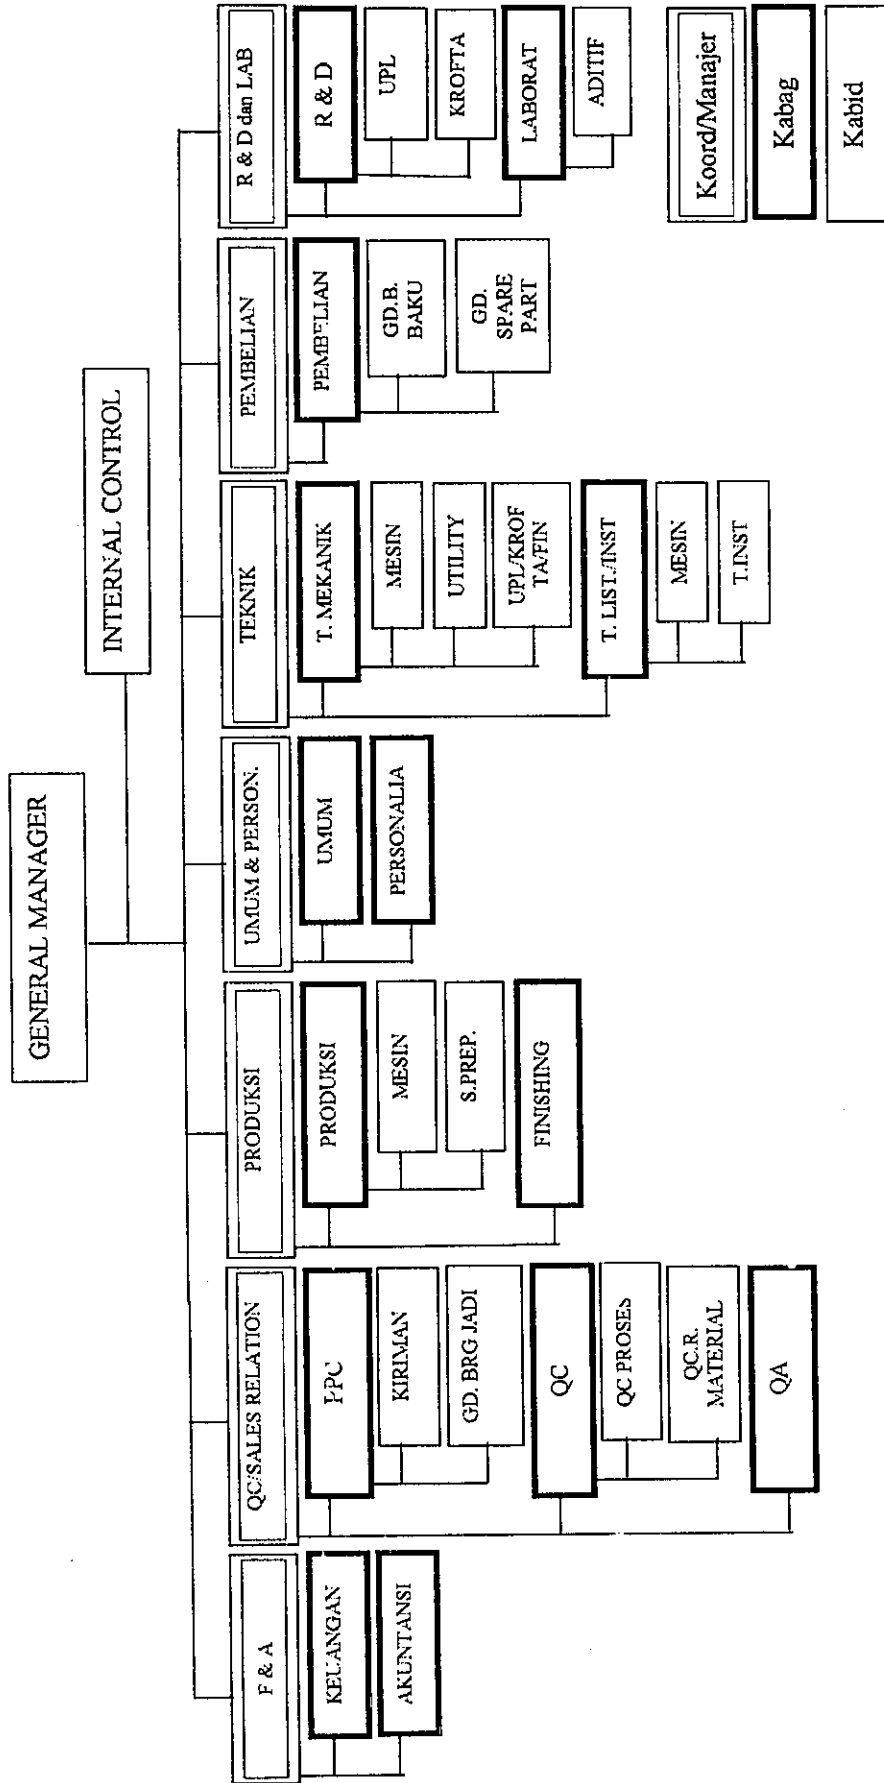 GENERAL MANAGER
INTERNAL CONTROL
F & A
KEUANGAN
AKUNTANSI
QC/SALES RELATION
PPC
KIRIMAN
GD. BRG JADI
QC
QC PROSES
QC.R.
MATERIAL
QA
PRODUKSI
PRODUKSI
MESIN
S.PREP.
FINISHING
UMUM & PERSON.
UMUM
PERSONALIA
TEKNIK
T. MEKANIK
MESIN
UTILITY
UPL/KROF
TA/FIN
T. LIST./INST
MESIN
T.INST
PEMBELIAN
PEMBELIAN
GD.B.
BAKU
GD.
SPARE
PART
R & D dan LAB
R & D
UPL
KROFTA
LABORAT
ADITIF
Koord/Manajer
Kabag
Kabid